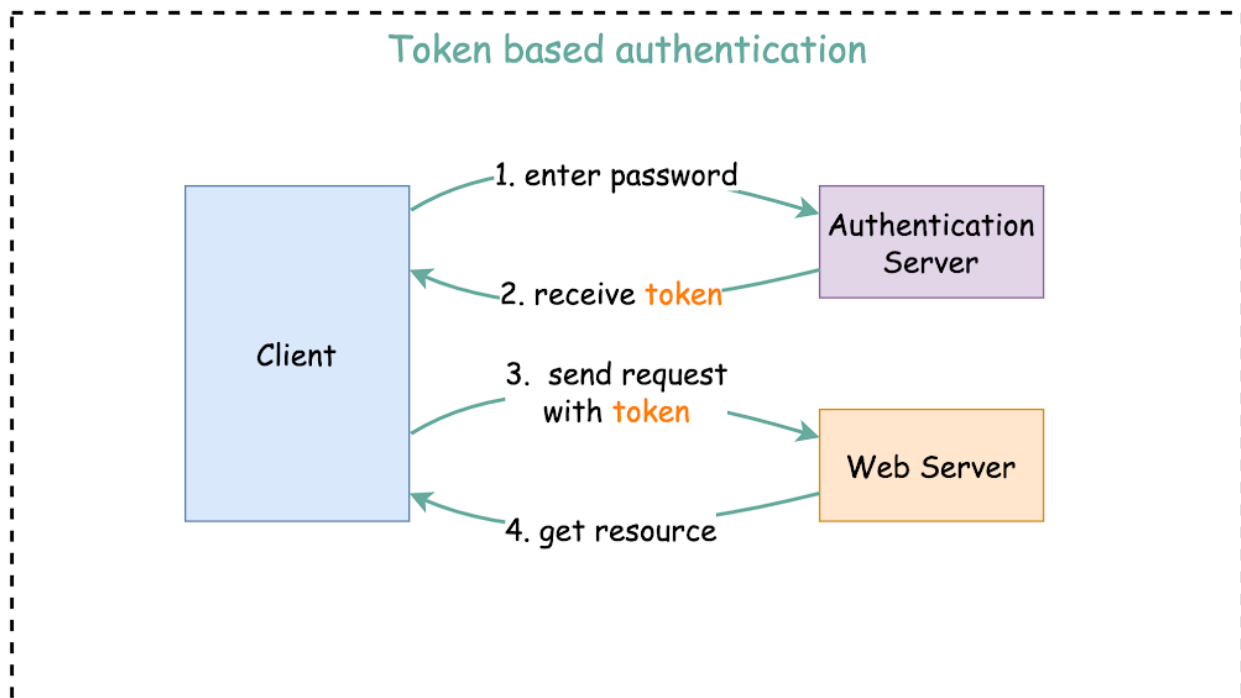 Token based authentication
1. enter password
Authentication
Server
2. receive token
Client
3. send request
with token
Web Server
4. get resource